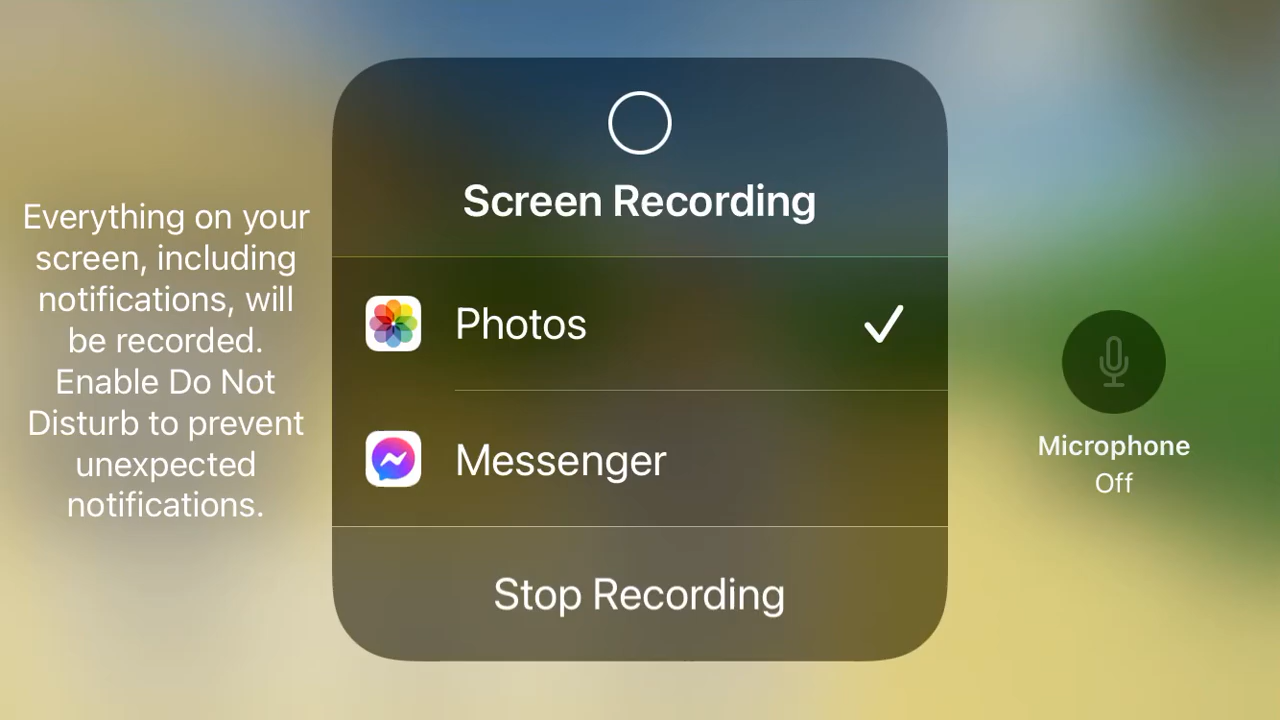 Screen Recording
Everything on your
screen, including
notifications, will
be recorded.
Enable Do Not
Disturb to prevent
unexpected
notifications.
Photos
Messenger
Stop Recording
Microphone
Off